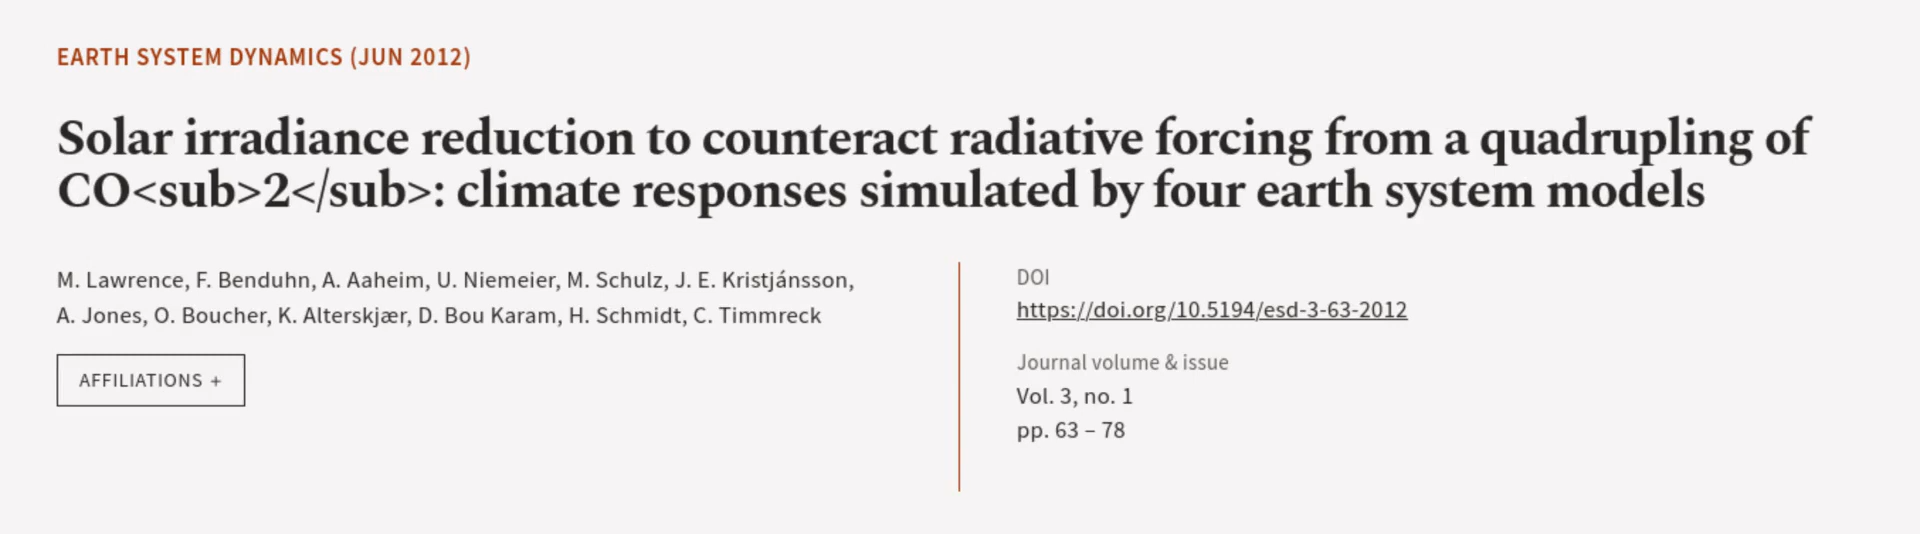 EARTH SYSTEM DYNAMICS (JUN 2012)
Solar irradiance reduction to counteract radiative forcing from a quadrupling of
CO<sub>2</sub>: climate responses simulated by four earth system models
M. Lawrence, F. Benduhn, A. Aaheim, U. Niemeier, M. Schulz, J. E. Kristjánsson,
A. Jones, O. Boucher, K. Alterskjær, D. Bou Karam, H. Schmidt, C. Timmreck
AFFILIATIONS +
DOI
https://doi.org/10.5194/esd-3-63-2012
Journal volume & issue
Vol. 3, no. 1
pp. 63 – 78